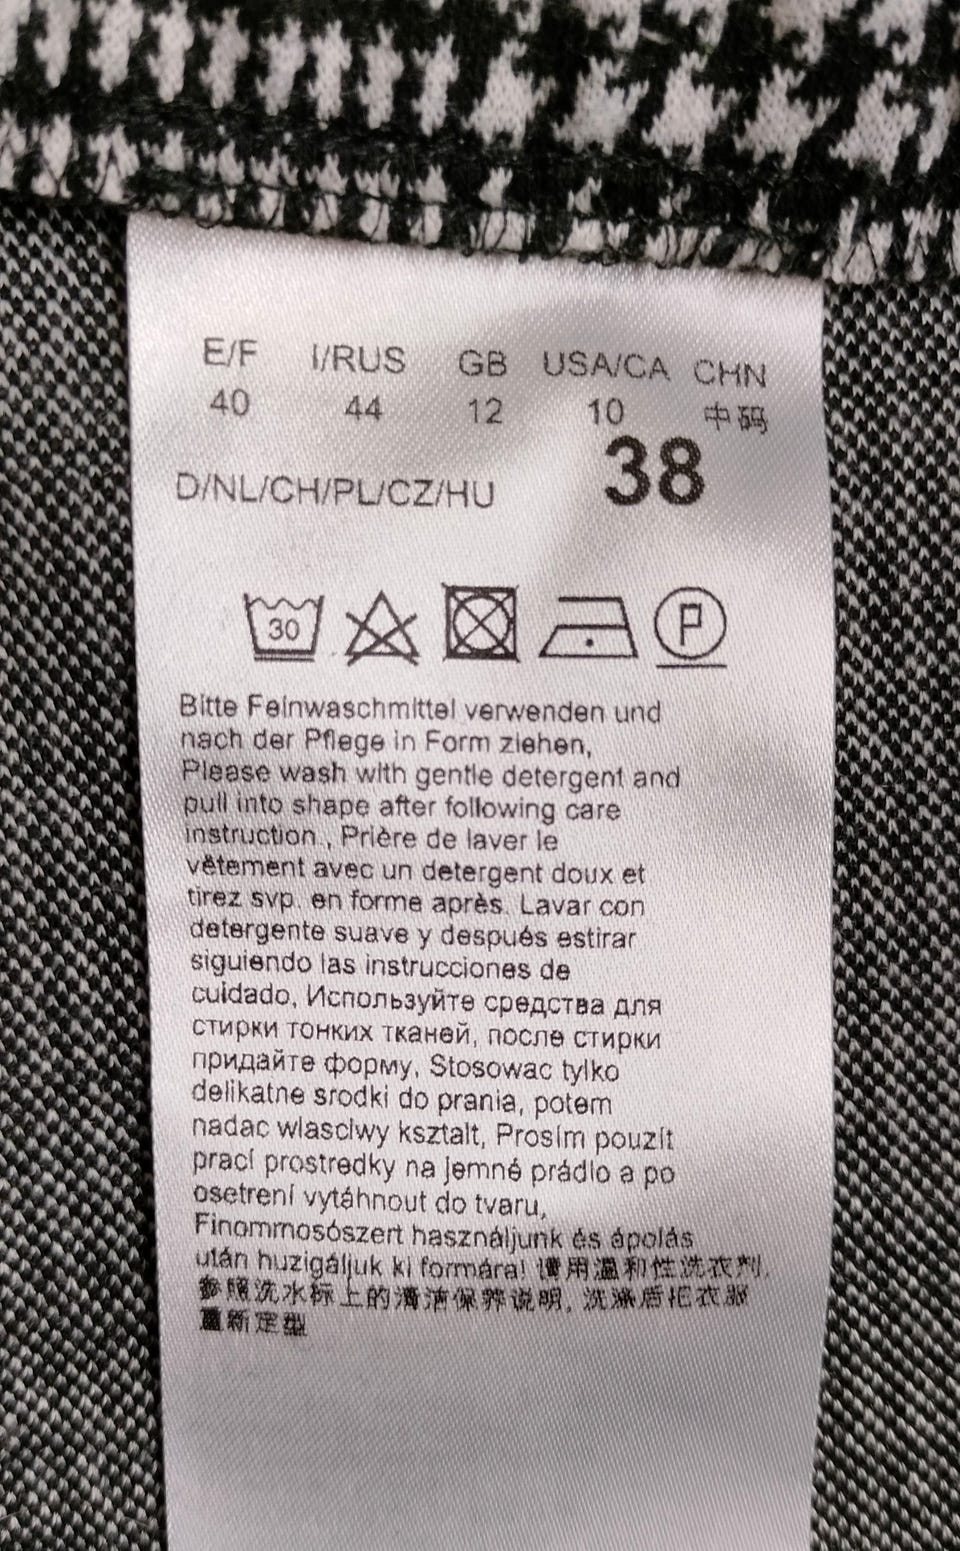 E/F I/RUS GB USA/CA CHN
40 44 12 10 中码
D/NL/CH/PL/CZ/HU 38
30 P
Bitte Feinwaschmittel verwenden und
nach der Pflege in Form ziehen,
Please wash with gentle detergent and
pull into shape after following care
instruction., Prière de laver le
vêtement avec un detergent doux et
tirez svp. en forme après. Lavar con
detergente suave y después estirar
siguiendo las instrucciones de
cuidado, Используйте средства для
стирки тонких тканей, после стирки
придайте форму, Stosowac tylko
delikatne srodki do prania, potem
nadac wlasciwy ksztalt, Prosím pouzít
prací prostredky na jemné prádlo a po
osetrení vytáhnout do tvaru,
Finommosószert használjunk és ápolás
után huzigáljuk ki formára! 请用温和性洗衣剂,
参照洗水标上的清洁保养说明, 洗涤后把衣服
重新定型